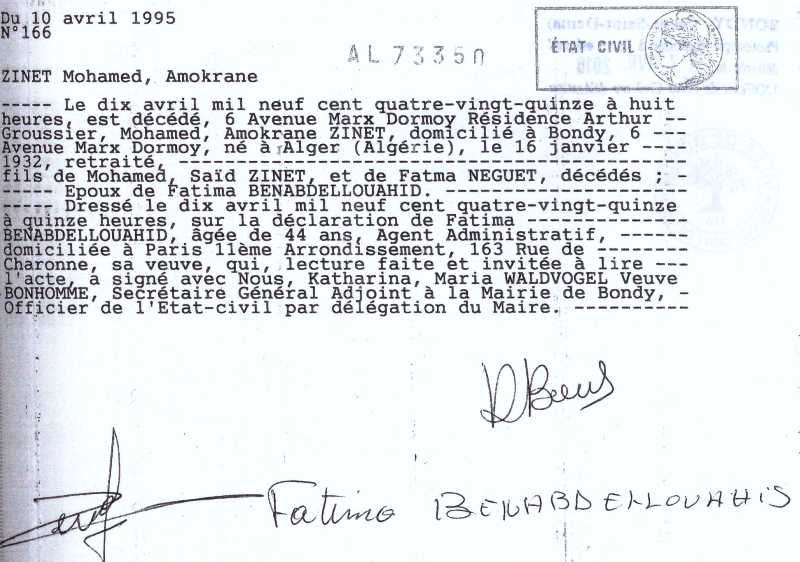 Du 10 avril 1995
N°166
AL73350
ÉTAT CIVIL
ZINET Mohamed, Amokrane
----- Le dix avril mil neuf cent quatre-vingt-quinze à huit
heures, est décédé, 6 Avenue Marx Dormoy Résidence Arthur --
Groussier, Mohamed, Amokrane ZINET, domicilié à Bondy, 6 ---
Avenue Marx Dormoy, né à Alger (Algérie), le 16 janvier ----
1932, retraité, --------------------------------------------
fils de Mohamed, Saïd ZINET, et de Fatma NEGUET, décédés ; -
----- Epoux de Fatima BENABDELLOUAHID. ---------------------
----- Dressé le dix avril mil neuf cent quatre-vingt-quinze
à quinze heures, sur la déclaration de Fatima --------------
BENABDELLOUAHID, âgée de 44 ans, Agent Administratif, ------
domiciliée à Paris 11ème Arrondissement, 163 Rue de --------
Charonne, sa veuve, qui, lecture faite et invitée à lire ---
l'acte, a signé avec Nous, Katharina, Maria WALDVOGEL Veuve
BONHOMME, Secrétaire Général Adjoint à la Mairie de Bondy, -
Officier de l'Etat-civil par délégation du Maire. ----------
Fatima BENABDELLOUAHID